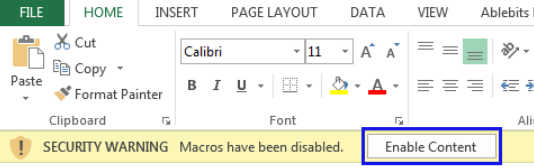 FILE HOME INSERT PAGE LAYOUT DATA VIEW Ablebits
Cut
Calibri 11 A A
Copy
Paste
Format Painter
B I U A
Clipboard Font Ali
SECURITY WARNING Macros have been disabled. Enable Content